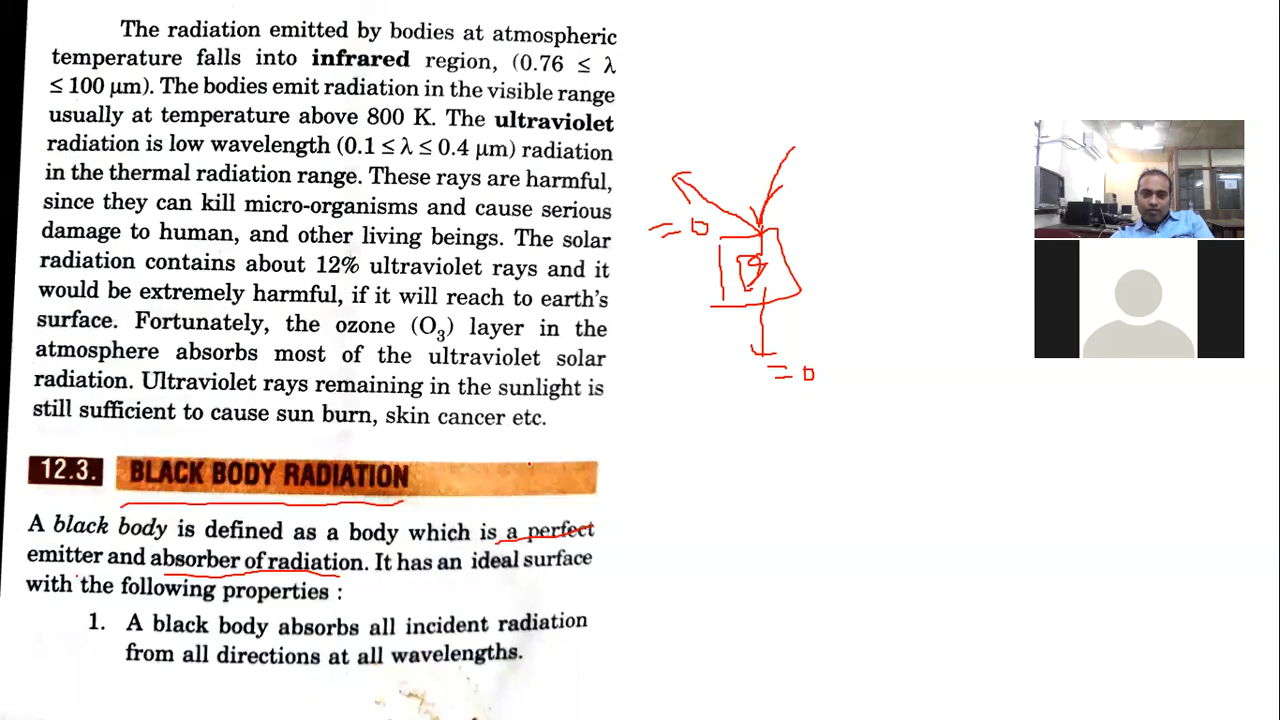 The radiation emitted by bodies at atmospheric
temperature falls into infrared region, (0.76 ≤ λ
≤ 100 μm). The bodies emit radiation in the visible range
usually at temperature above 800 K. The ultraviolet
radiation is low wavelength (0.1 ≤ λ ≤ 0.4 μm) radiation
in the thermal radiation range. These rays are harmful,
since they can kill micro-organisms and cause serious
damage to human, and other living beings. The solar
radiation contains about 12% ultraviolet rays and it
would be extremely harmful, if it will reach to earth's
surface. Fortunately, the ozone (O₃) layer in the
atmosphere absorbs most of the ultraviolet solar
radiation. Ultraviolet rays remaining in the sunlight is
still sufficient to cause sun burn, skin cancer etc.
12.3. BLACK BODY RADIATION
A black body is defined as a body which is a perfect
emitter and absorber of radiation. It has an ideal surface
with the following properties :
1. A black body absorbs all incident radiation
from all directions at all wavelengths.
= 0
= 0